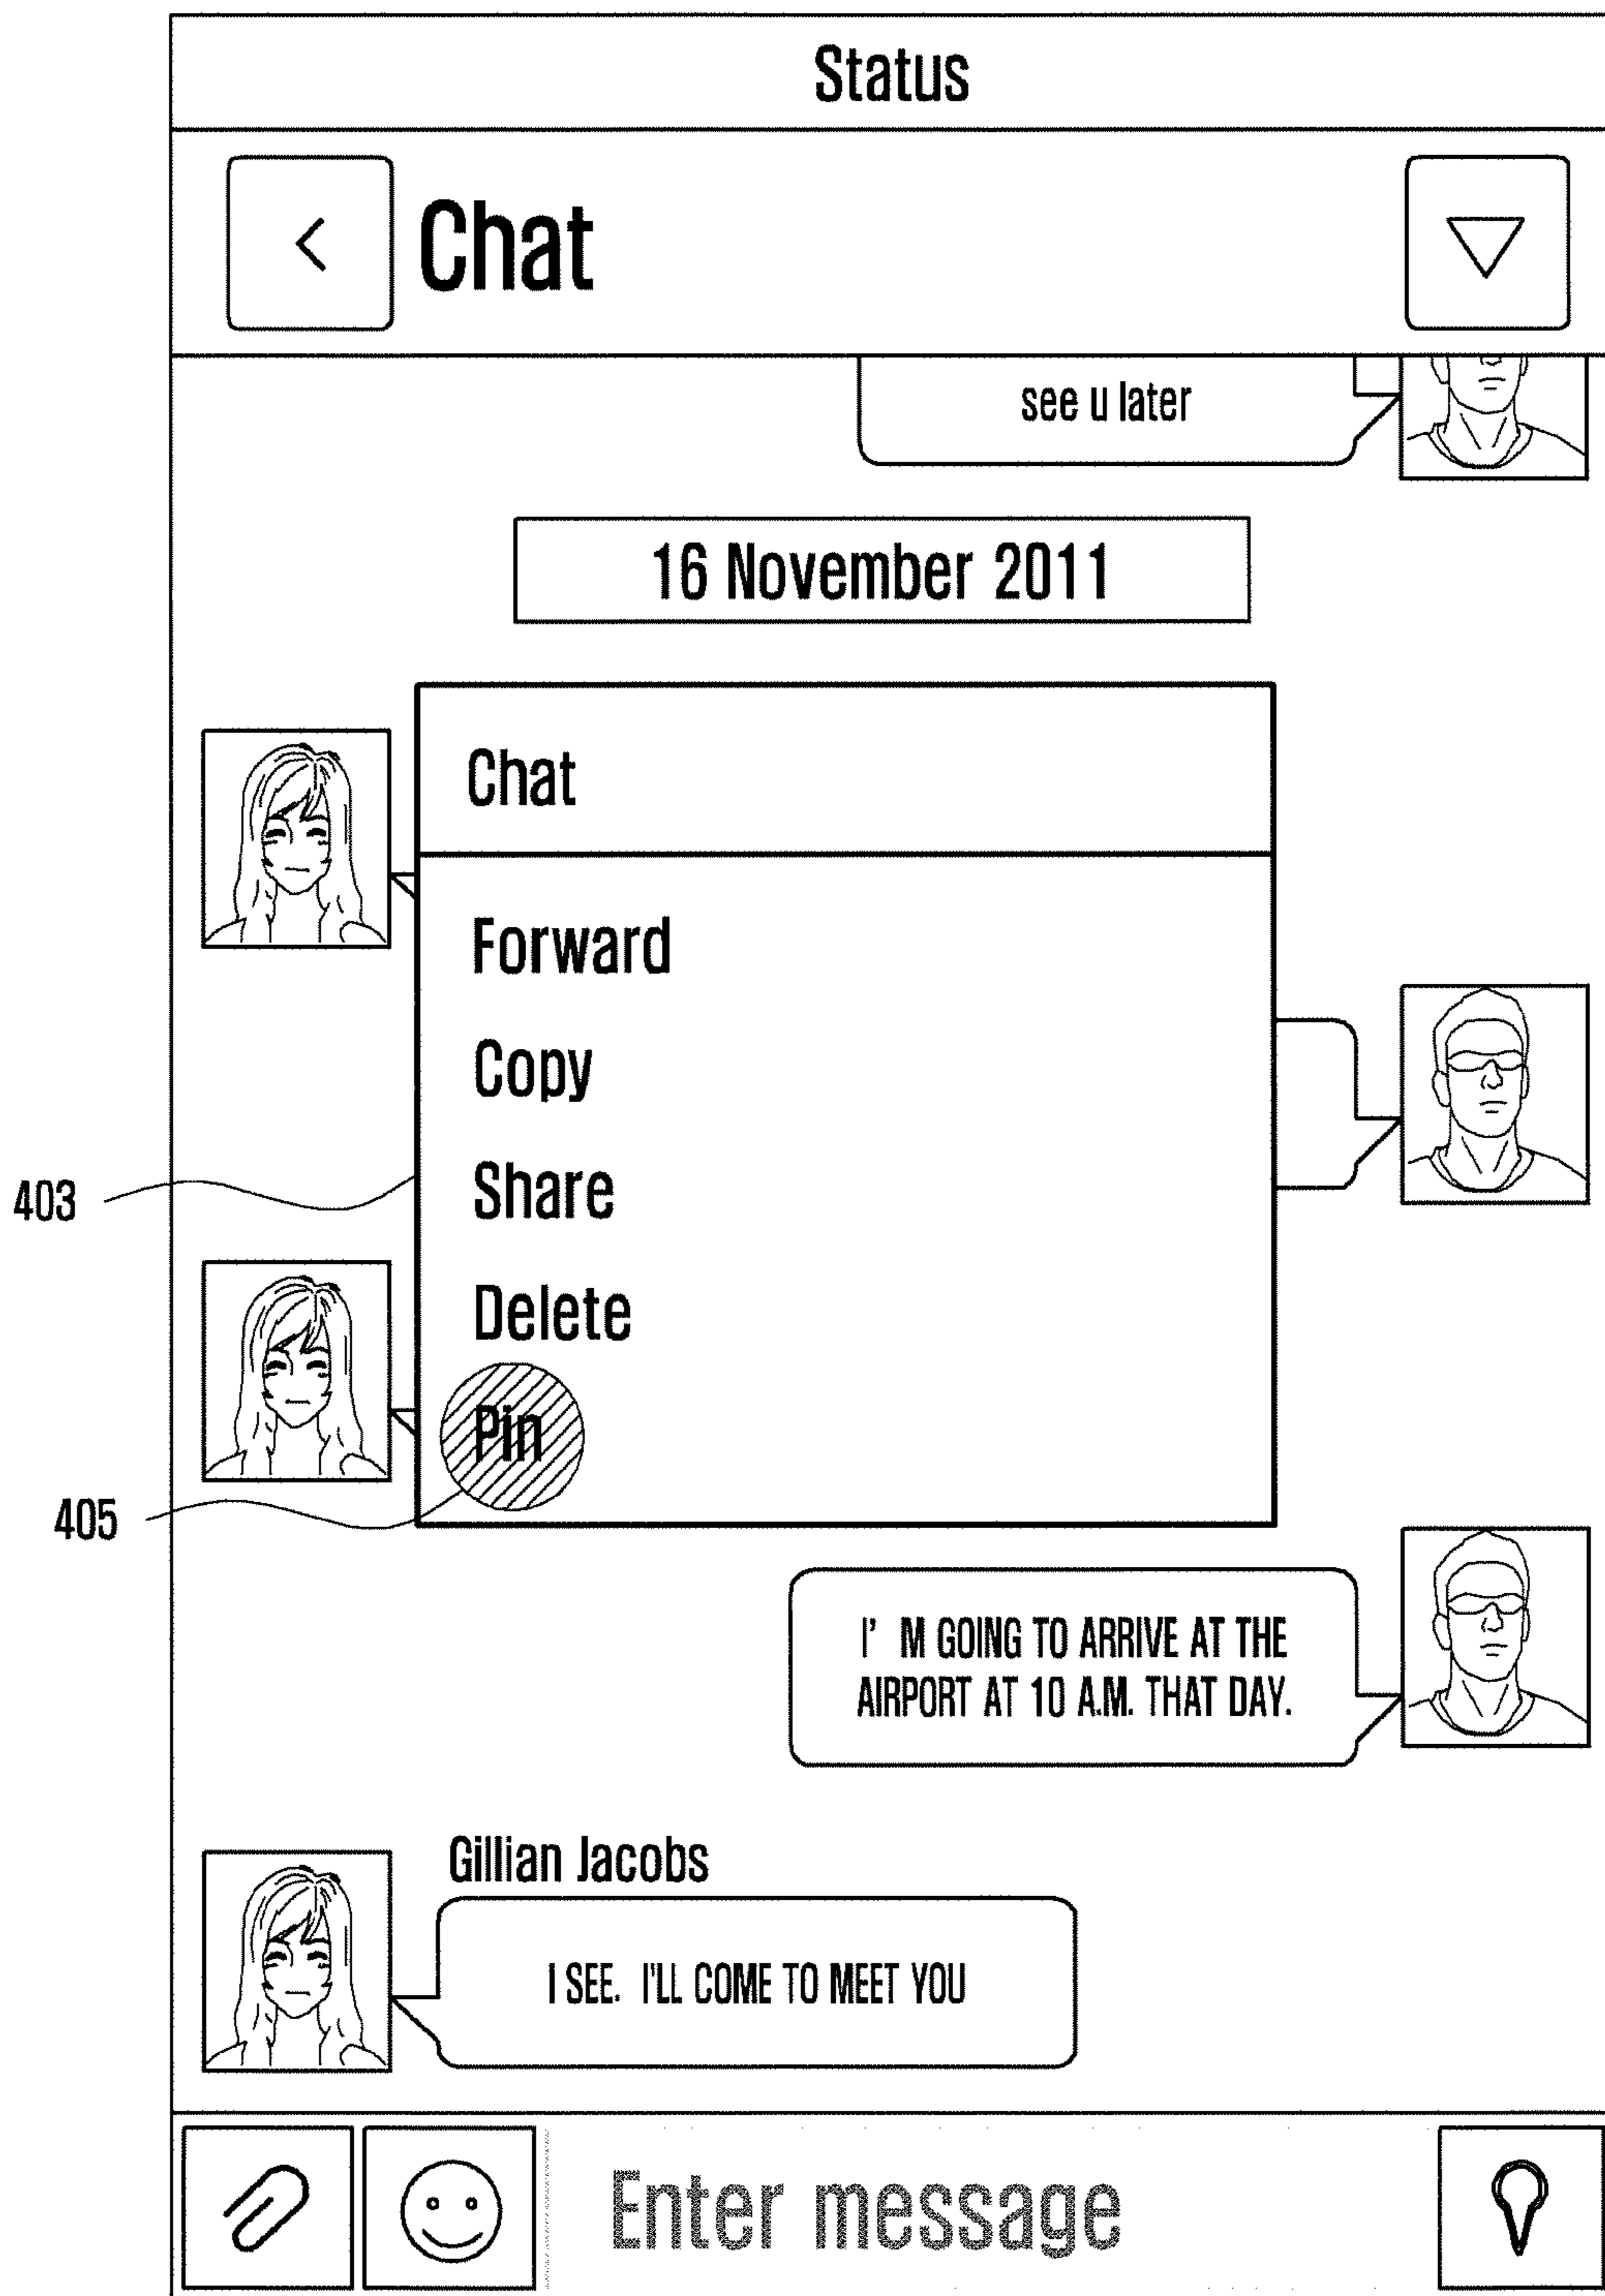 Status
Chat
see u later
16 November 2011
Chat
Forward
Copy
Share
403
Delete
Pin
405
I' M GOING TO ARRIVE AT THE
AIRPORT AT 10 A.M. THAT DAY.
Gillian Jacobs
I SEE. I'LL COME TO MEET YOU
Enter message